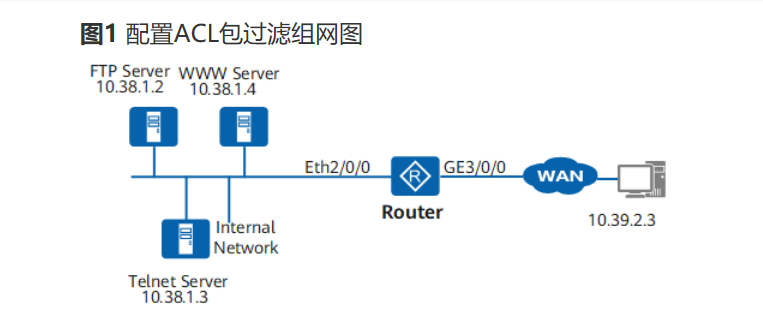 图1 配置ACL包过滤组网图
FTP Server
10.38.1.2
WWW Server
10.38.1.4
Eth2/0/0
R
GE3/0/0
WAN
Router
10.39.2.3
Internal
Network
Telnet Server
10.38.1.3